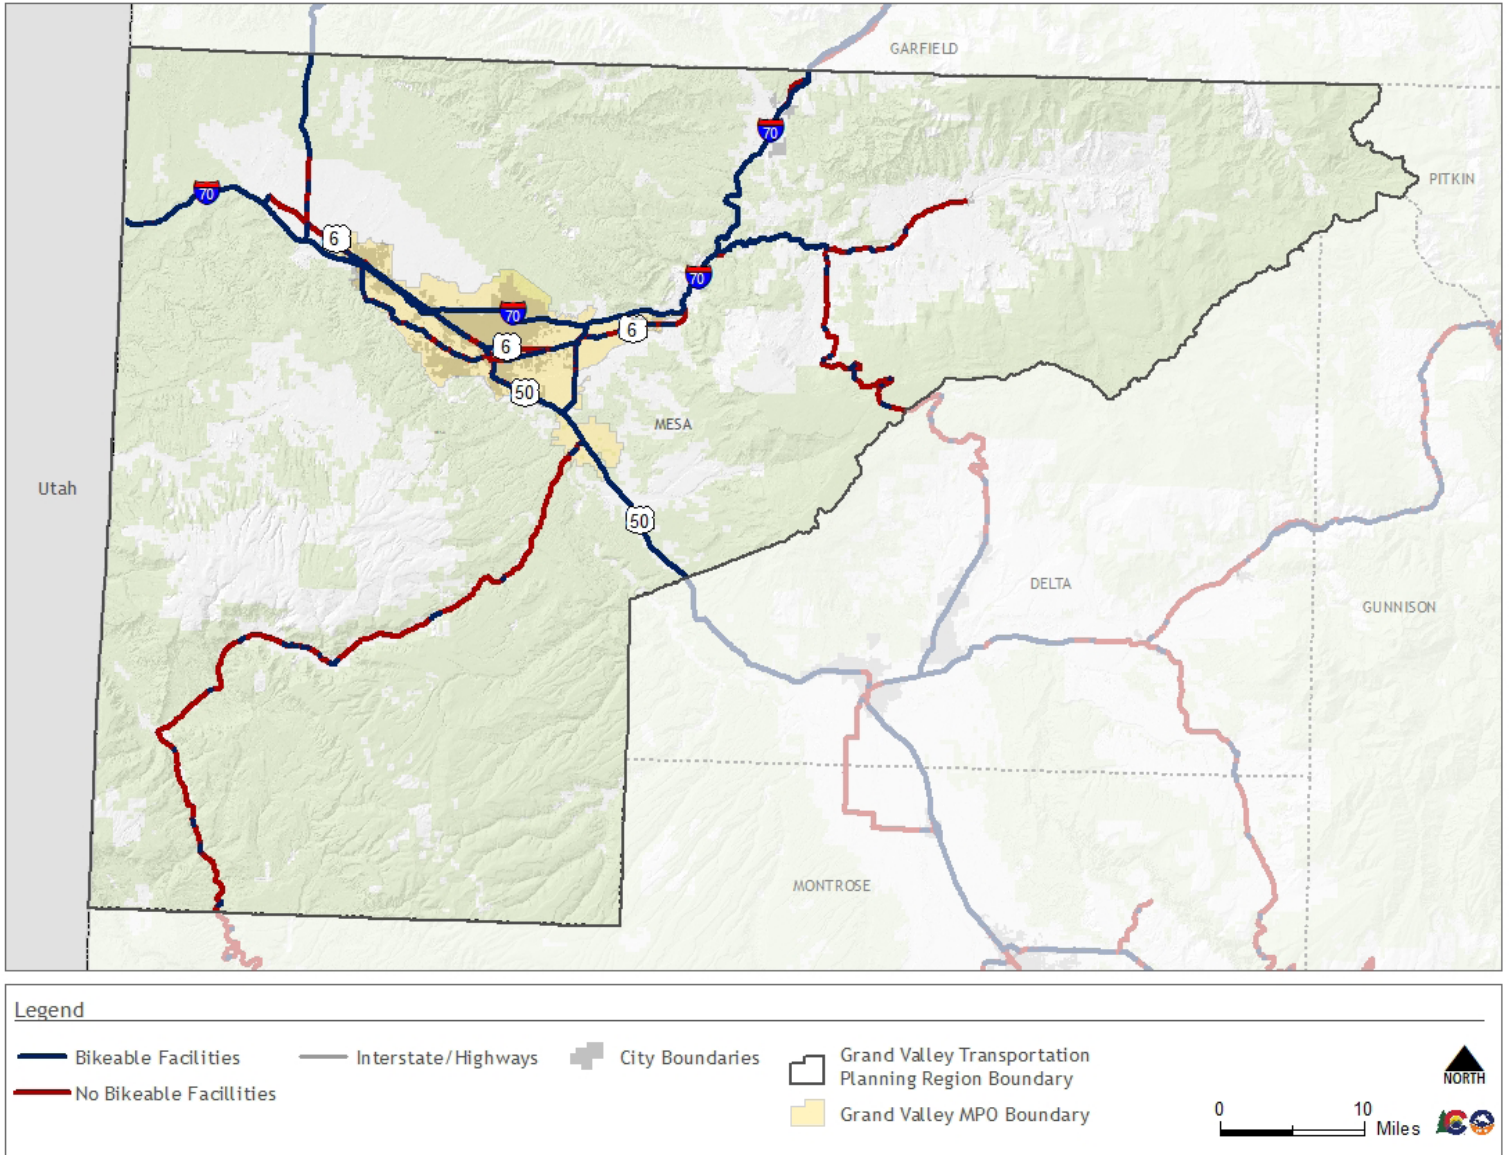 GARFIELD
70
PITKIN
70
6
70
70
6
6
50
MESA
Utah
50
DELTA
GUNNISON
MONTROSE
Legend
Bikeable Facilities
No Bikeable Facillities
Interstate/Highways
City Boundaries
Grand Valley Transportation
Planning Region Boundary
Grand Valley MPO Boundary
NORTH
0 10
Miles